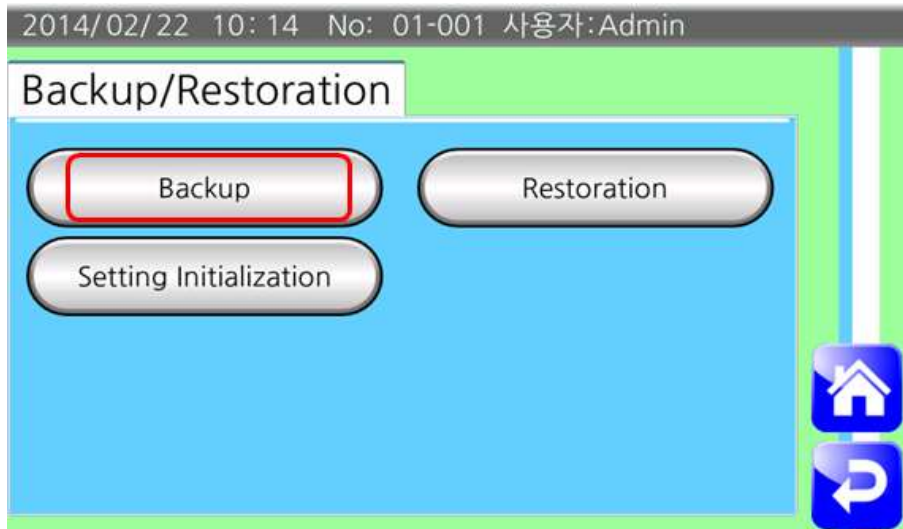 2014/02/22 10:14 No: 01-001 사용자:Admin
Backup/Restoration
Backup Restoration
Setting Initialization